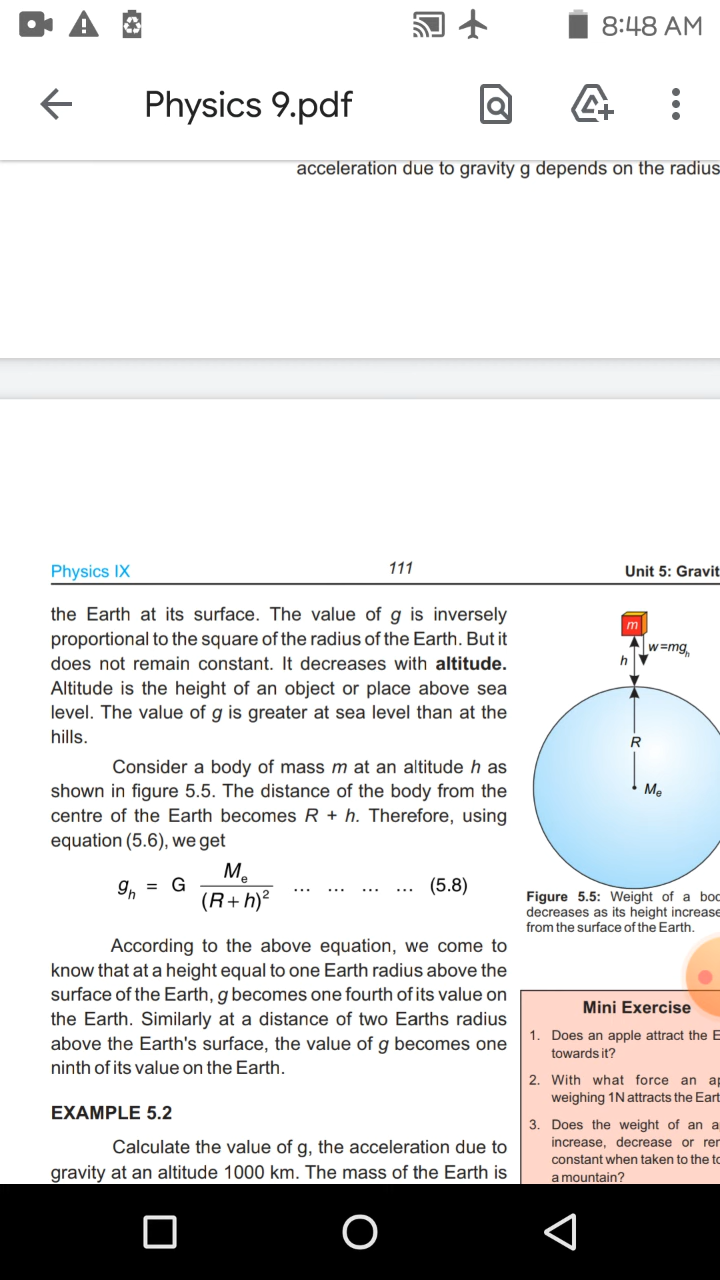 8:48 AM
Physics 9.pdf
acceleration due to gravity g depends on the radius
Physics IX
111
Unit 5: Gravit
the Earth at its surface. The value of g is inversely
proportional to the square of the radius of the Earth. But it
does not remain constant. It decreases with altitude.
Altitude is the height of an object or place above sea
level. The value of g is greater at sea level than at the
hills.
Consider a body of mass m at an altitude h as
shown in figure 5.5. The distance of the body from the
centre of the Earth becomes R + h. Therefore, using
equation (5.6), we get
gₕ = G Mₑ / (R + h)² ... ... ... ... (5.8)
According to the above equation, we come to
know that at a height equal to one Earth radius above the
surface of the Earth, g becomes one fourth of its value on
the Earth. Similarly at a distance of two Earths radius
above the Earth's surface, the value of g becomes one
ninth of its value on the Earth.
EXAMPLE 5.2
Calculate the value of g, the acceleration due to
gravity at an altitude 1000 km. The mass of the Earth is
m
w=mgₕ
h
R
Mₑ
Figure 5.5: Weight of a bod
decreases as its height increase
from the surface of the Earth.
Mini Exercise
1. Does an apple attract the E
towards it?
2. With what force an ap
weighing 1N attracts the Eart
3. Does the weight of an a
increase, decrease or rem
constant when taken to the to
a mountain?